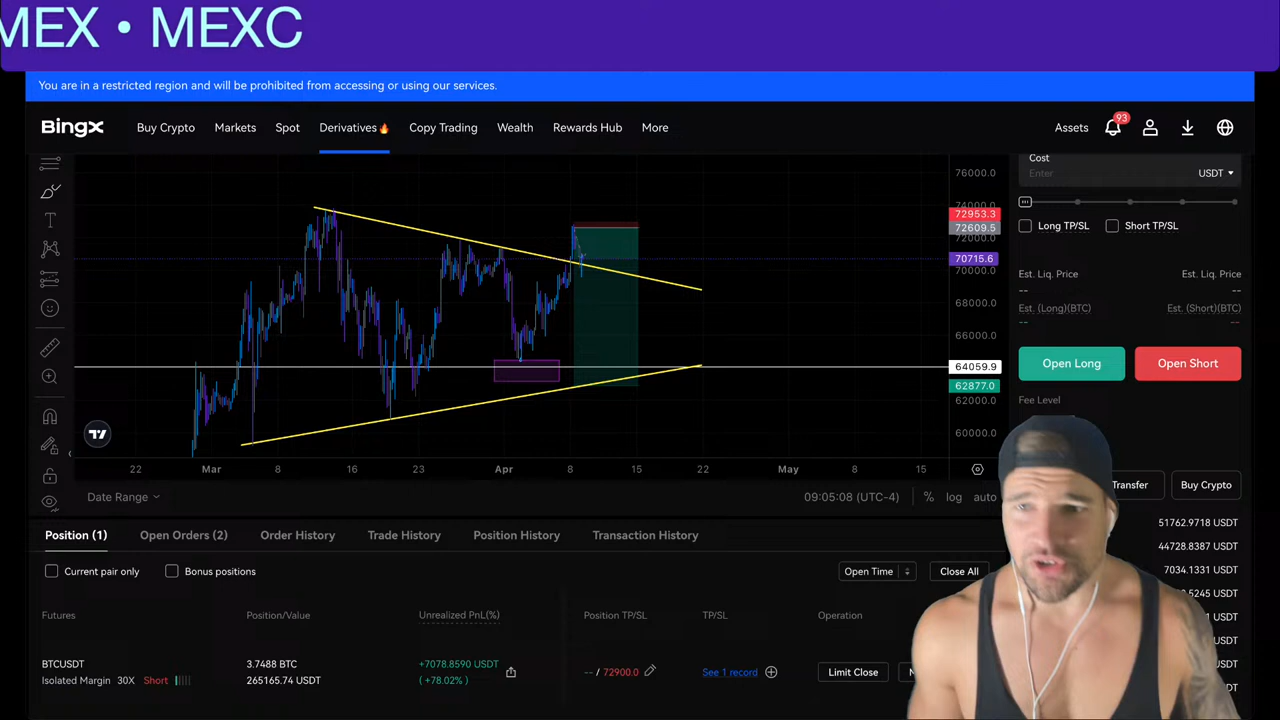 MEX • MEXC
You are in a restricted region and will be prohibited from accessing or using our services.
BingX Buy Crypto Markets Spot Derivatives🔥 Copy Trading Wealth Rewards Hub More Assets 93
Cost
Enter USDT
Long TP/SL Short TP/SL
Est. Liq. Price Est. Liq. Price
-- --
Est. (Long)(BTC) Est. (Short)(BTC)
-- --
Open Long Open Short
Fee Level
Transfer Buy Crypto
51762.9718 USDT
44728.8387 USDT
7034.1331 USDT
.5245 USDT
USDT
USDT
USDT
76000.0
74000.0
72953.3
72609.5
72000.0
70715.6
70000.0
68000.0
66000.0
64059.9
62877.0
62000.0
60000.0
22 Mar 8 16 23 Apr 8 15 22 May 8 15
Date Range 09:05:08 (UTC-4) % log auto
Position (1) Open Orders (2) Order History Trade History Position History Transaction History
Current pair only Bonus positions Open Time Close All
Futures Position/Value Unrealized PnL(%) Position TP/SL TP/SL Operation
BTCUSDT 3.7488 BTC +7078.8590 USDT
-- / 72900.0 See 1 record Limit Close
Isolated Margin 30X Short 265165.74 USDT ( +78.02% )